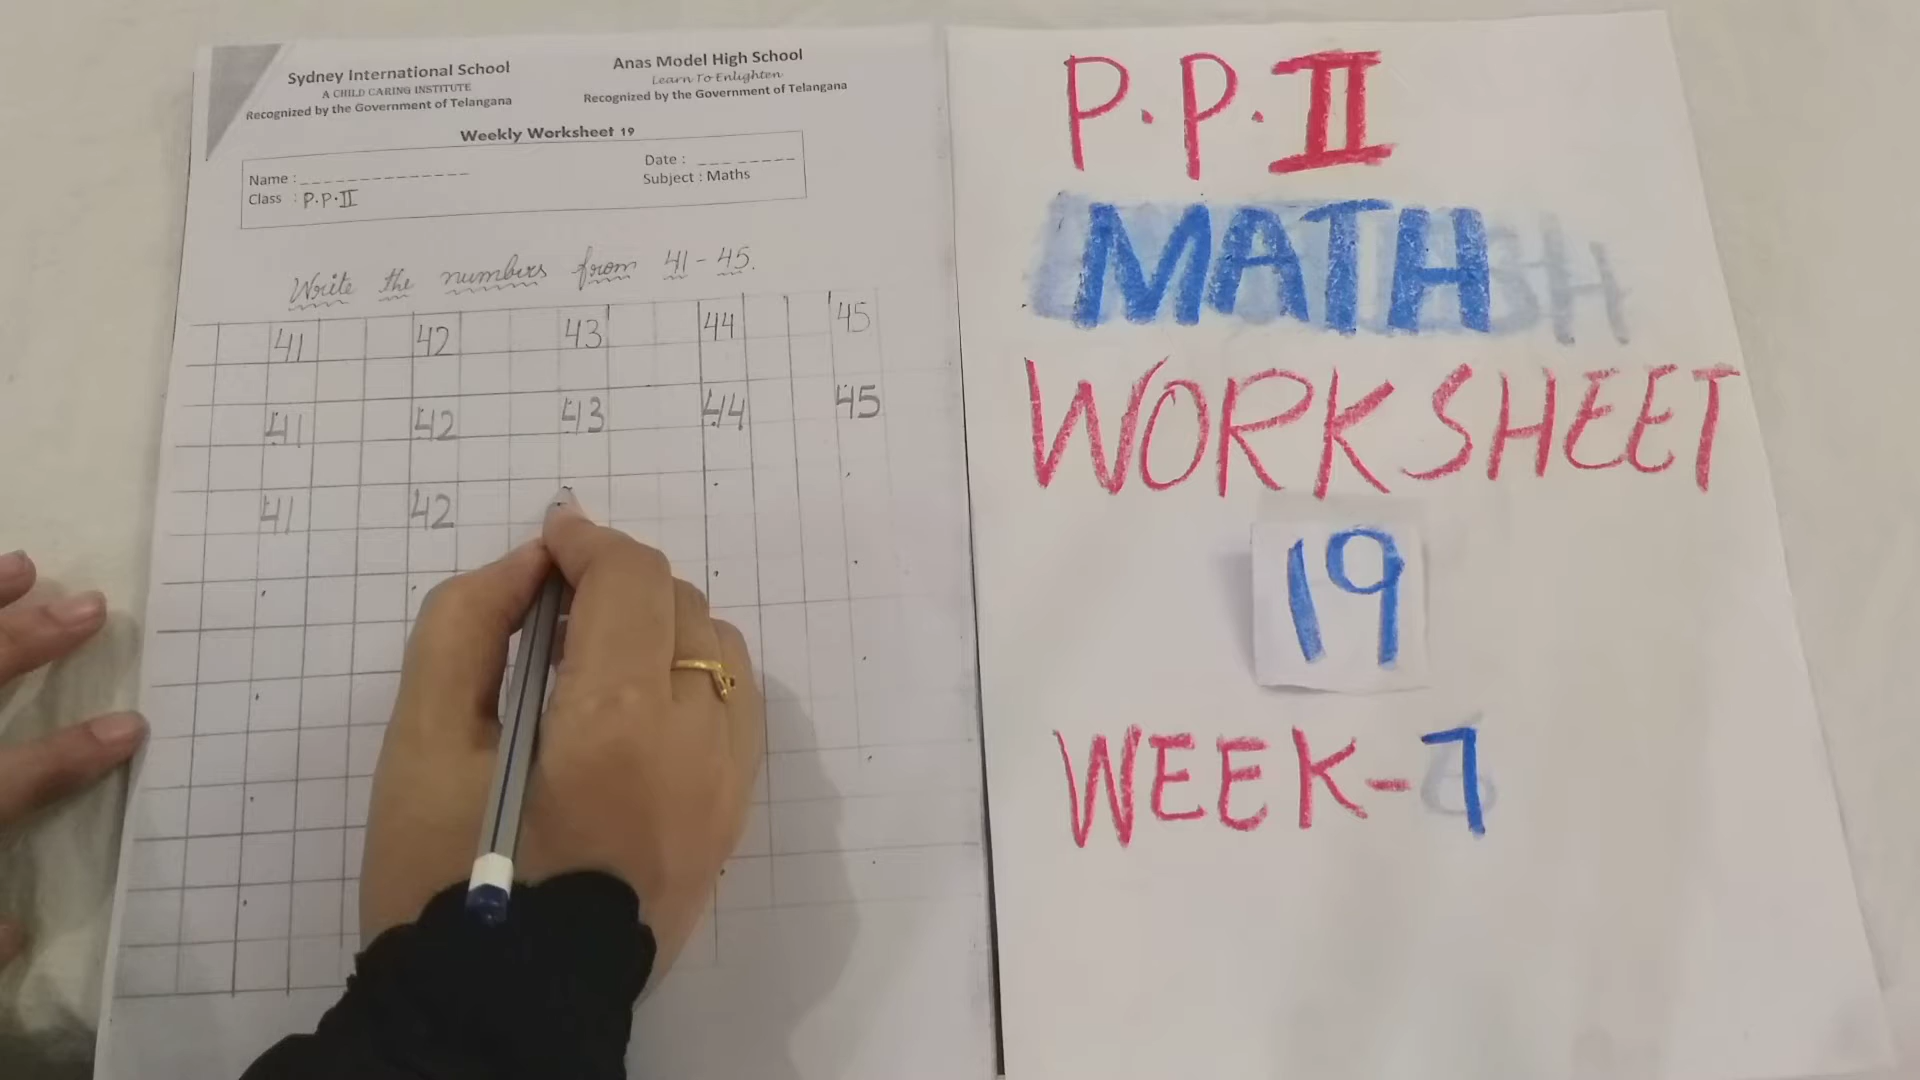 Sydney International School
A CHILD CARING INSTITUTE
Recognized by the Government of Telangana
Anas Model High School
Learn To Enlighten
Recognized by the Government of Telangana
Weekly Worksheet 19
Name :
Date :
Class : P.P.II
Subject : Maths
Write the numbers from 41-45.
41 42 43 44 45
41 42 43 44 45
41 42
P.P.II
MATH
WORKSHEET
19
WEEK-7